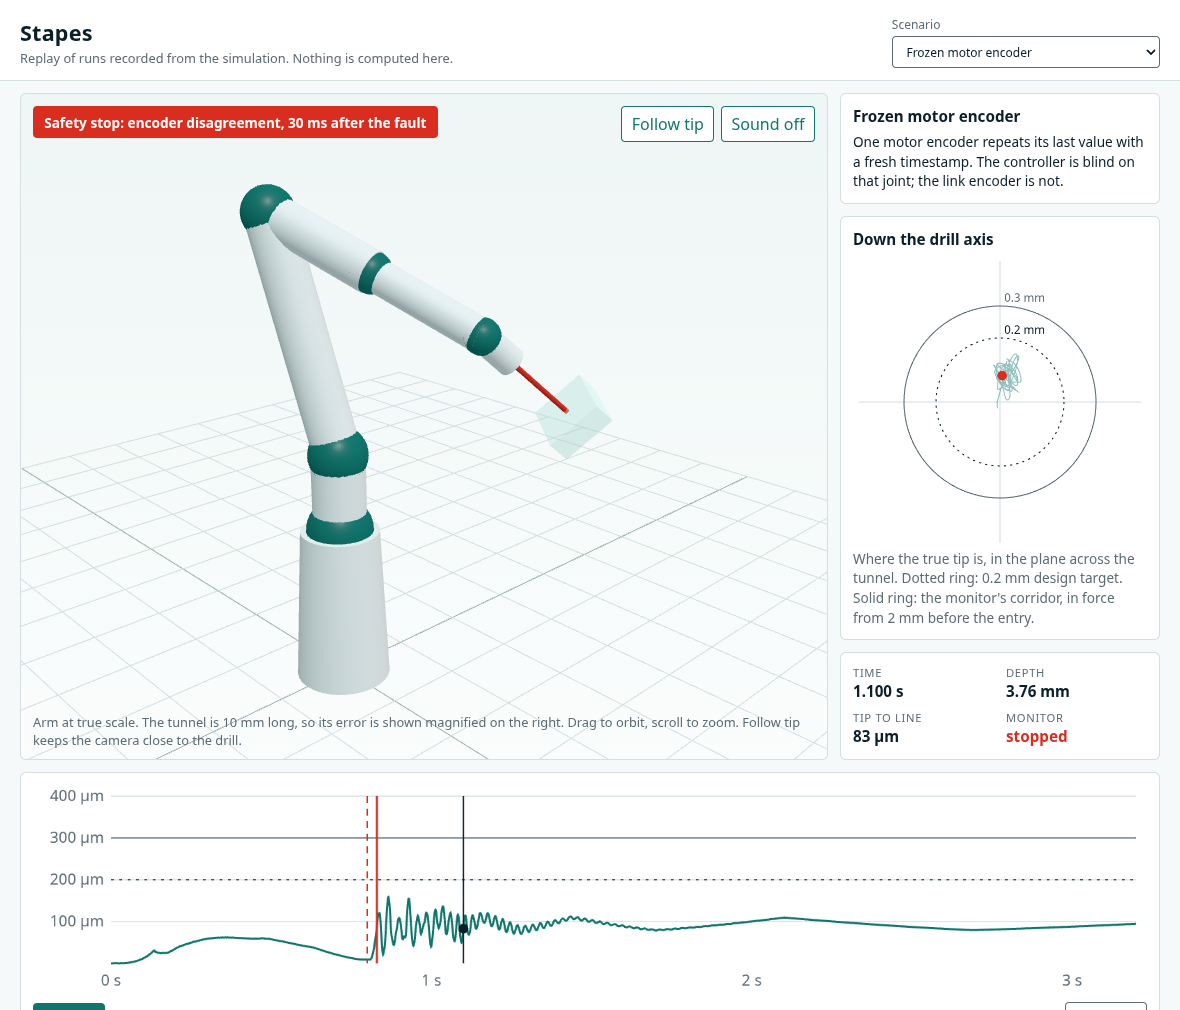 Stapes
Replay of runs recorded from the simulation. Nothing is computed here.
Scenario
Frozen motor encoder
Safety stop: encoder disagreement, 30 ms after the fault
Follow tip
Sound off
Arm at true scale. The tunnel is 10 mm long, so its error is shown magnified on the right. Drag to orbit, scroll to zoom. Follow tip
keeps the camera close to the drill.
Frozen motor encoder
One motor encoder repeats its last value with
a fresh timestamp. The controller is blind on
that joint; the link encoder is not.
Down the drill axis
0.3 mm
0.2 mm
Where the true tip is, in the plane across the
tunnel. Dotted ring: 0.2 mm design target.
Solid ring: the monitor's corridor, in force
from 2 mm before the entry.
TIME
1.100 s
DEPTH
3.76 mm
TIP TO LINE
83 µm
MONITOR
stopped
400 µm
300 µm
200 µm
100 µm
0 s
1 s
2 s
3 s